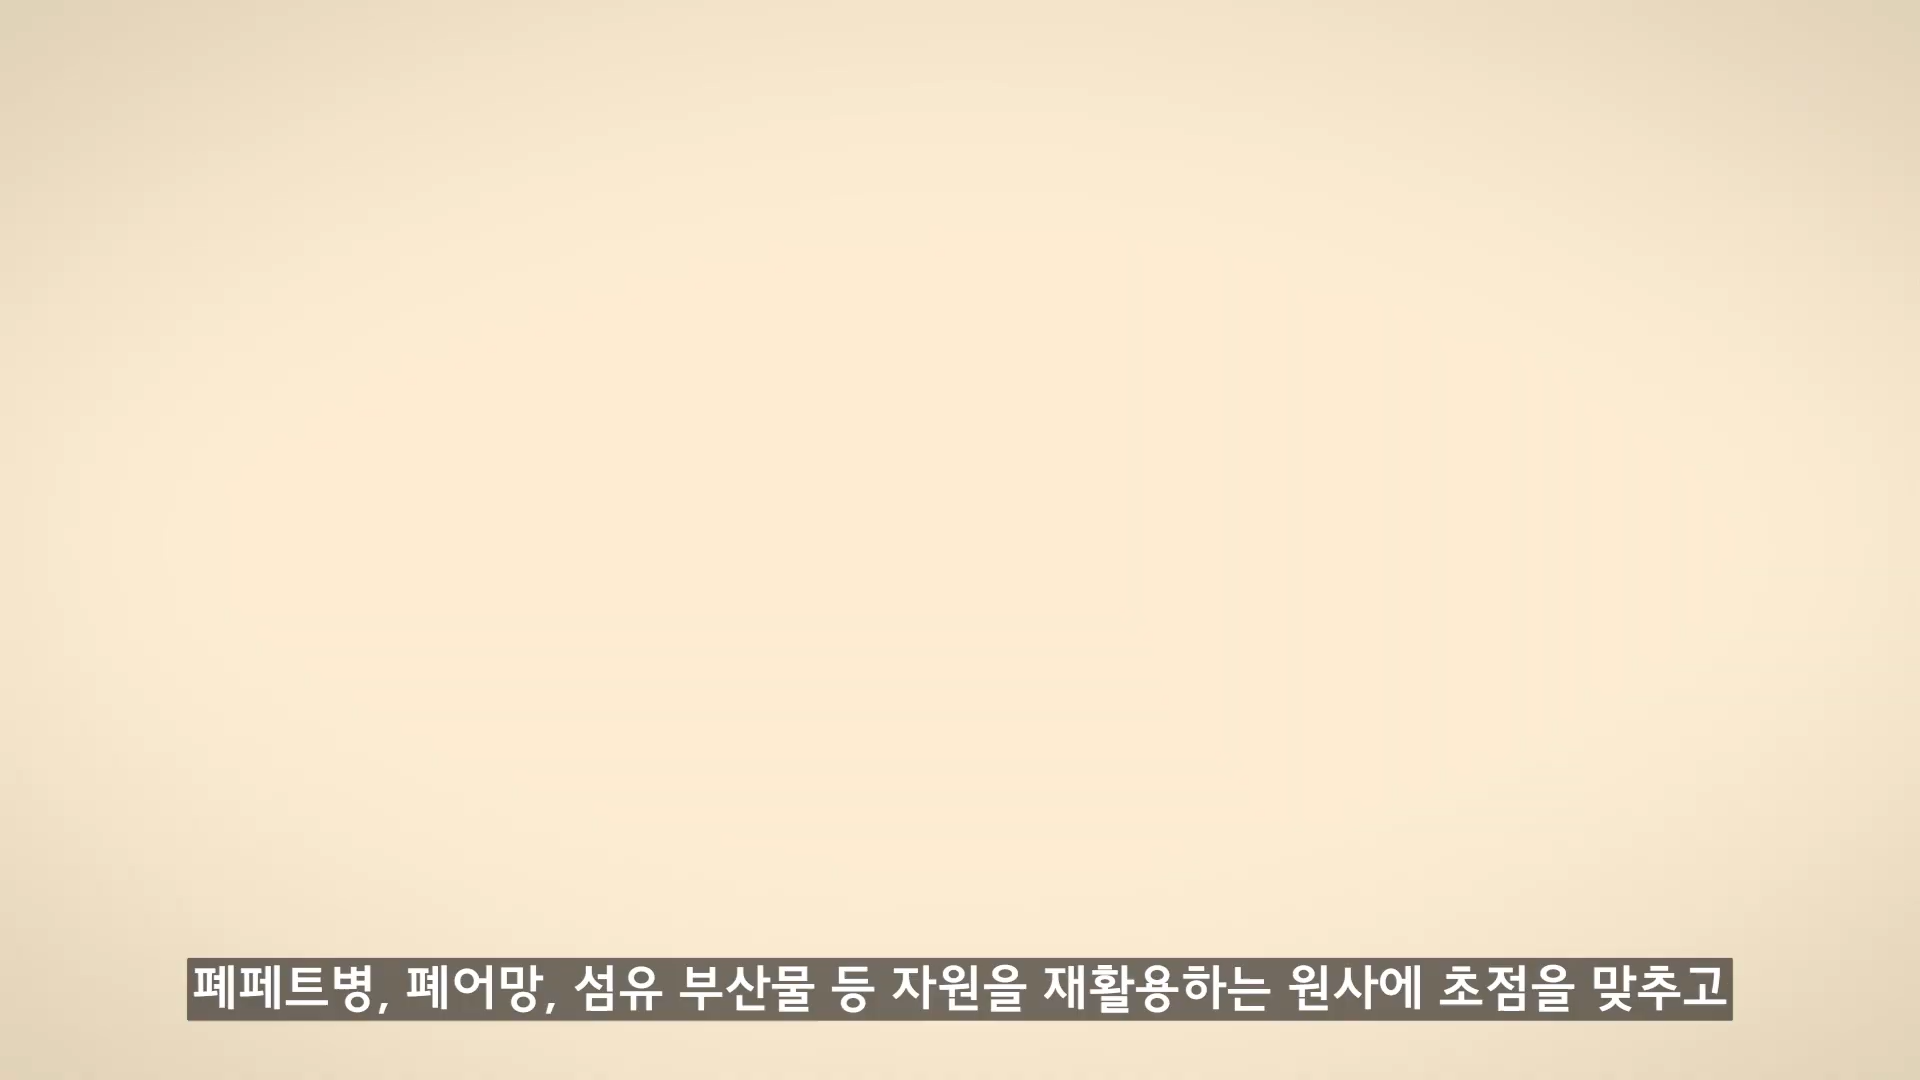 폐페트병, 폐어망, 섬유 부산물 등 자원을 재활용하는 원사에 초점을 맞추고